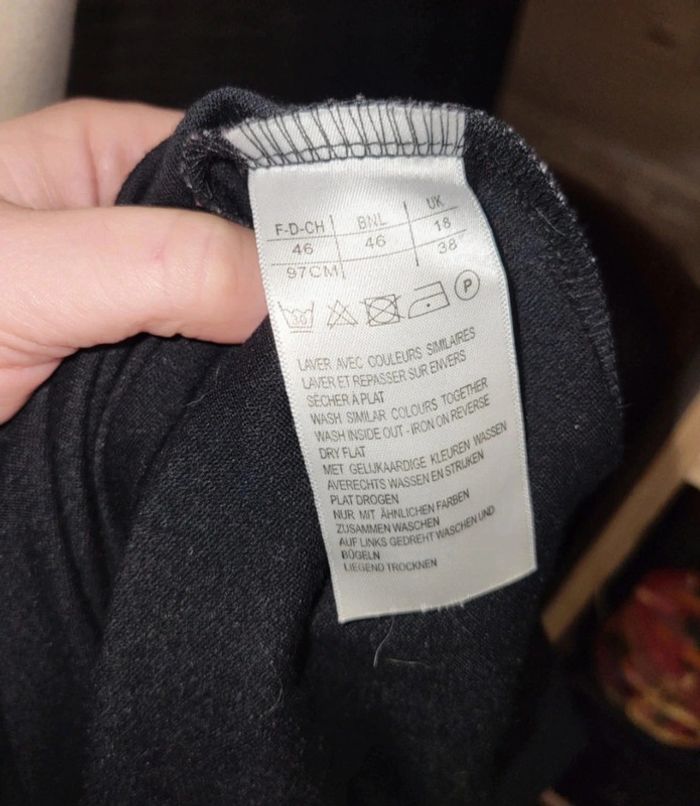 F-D-CH BNL UK
46 46 18
97CM 38
30 P
LAVER AVEC COULEURS SIMILAIRES
LAVER ET REPASSER SUR ENVERS
SÉCHER À PLAT
WASH SIMILAR COLOURS TOGETHER
WASH INSIDE OUT - IRON ON REVERSE
DRY FLAT
MET GELIJKAARDIGE KLEUREN WASSEN
AVERECHTS WASSEN EN STRIJKEN
PLAT DROGEN
NUR MIT ÄHNLICHEN FARBEN
ZUSAMMEN WASCHEN
AUF LINKS GEDREHT WASCHEN UND
BÜGELN
LIEGEND TROCKNEN